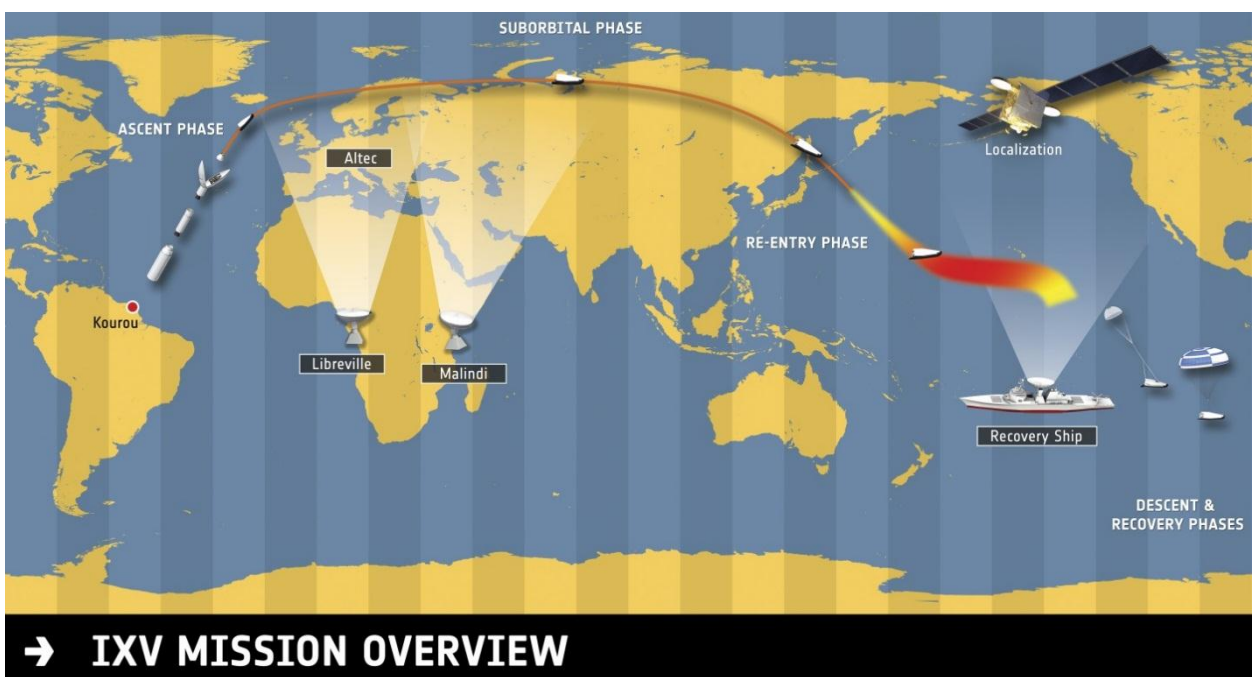 SUBORBITAL PHASE
ASCENT PHASE
Altec
Localization
RE-ENTRY PHASE
Kourou
Libreville
Malindi
Recovery Ship
DESCENT &
RECOVERY PHASES
→ IXV MISSION OVERVIEW